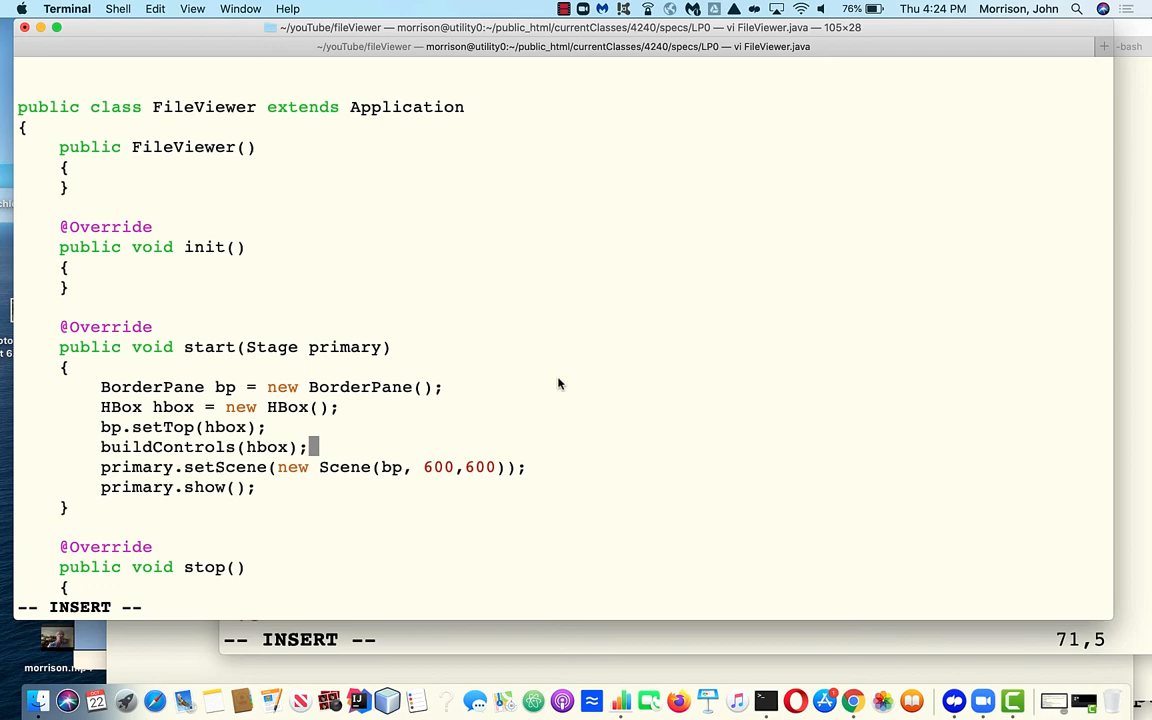 Terminal Shell Edit View Window Help 76% Thu 4:24 PM Morrison, John
~/youTube/fileViewer — morrison@utility0:~/public_html/currentClasses/4240/specs/LP0 — vi FileViewer.java — 105×28
~/youTube/fileViewer — morrison@utility0:~/public_html/currentClasses/4240/specs/LP0 — vi FileViewer.java + -bash
public class FileViewer extends Application
{
public FileViewer()
{
}
@Override
public void init()
{
}
@Override
public void start(Stage primary)
{
BorderPane bp = new BorderPane();
HBox hbox = new HBox();
bp.setTop(hbox);
buildControls(hbox);
primary.setScene(new Scene(bp, 600,600));
primary.show();
}
@Override
public void stop()
{
-- INSERT --
-- INSERT -- 71,5